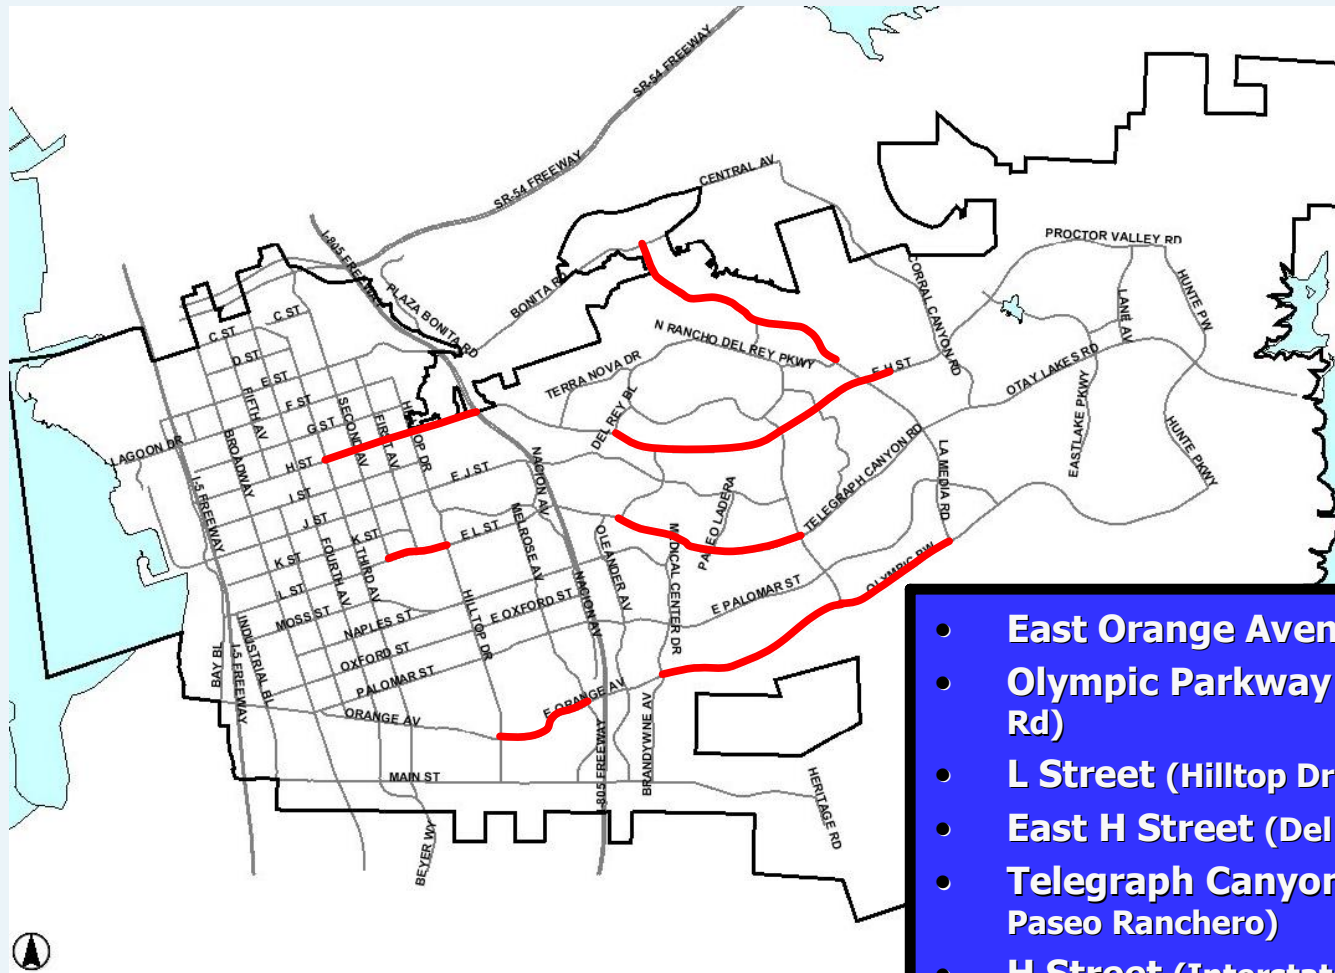 SR-54 FREEWAY
SR-54 FREEWAY
CENTRAL AV
I-805 FREEWAY
PLAZA BONITA RD
BONITA RD
PROCTOR VALLEY RD
CORRAL CANYON RD
HUNTE PW
LANE AV
C ST
C ST
D ST
E ST
F ST
G ST
H ST
I ST
J ST
K ST
K ST
L ST
MOSS ST
NAPLES ST
OXFORD ST
PALOMAR ST
ORANGE AV
MAIN ST
LAGOON DR
FIFTH AV
BROADWAY
SECOND AV
FIRST AV
HILLTOP DR
I-5 FREEWAY
FOURTH AV
THIRD AV
N RANCHO DEL REY PKWY
TERRA NOVA DR
DEL REY BL
E H ST
OTAY LAKES RD
EASTLAKE PKWY
HUNTE PKWY
LA MEDIA RD
TELEGRAPH CANYON RD
PASEO LADERA
NACION AV
E J ST
E L ST
MELROSE AV
OLEANDER AV
MEDICAL CENTER DR
NACION AV
E OXFORD ST
E PALOMAR ST
OLYMPIC PW
HILLTOP DR
INDUSTRIAL BL
I-5 FREEWAY
BAY BL
E ORANGE AV
I-805 FREEWAY
BRANDYWNE AV
HERITAGE RD
BEYER WY
• East Orange Aven
• Olympic Parkway
Rd)
• L Street (Hilltop Dr
• East H Street (Del
• Telegraph Canyon
Paseo Ranchero)
• H Street (Interstat